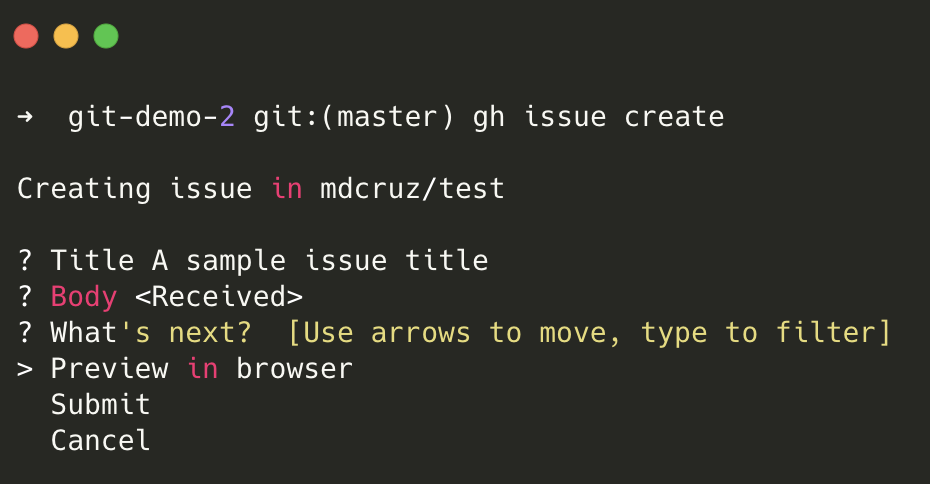 ➜  git-demo-2 git:(master) gh issue create
Creating issue in mdcruz/test
? Title A sample issue title
? Body <Received>
? What's next?  [Use arrows to move, type to filter]
> Preview in browser
  Submit
  Cancel